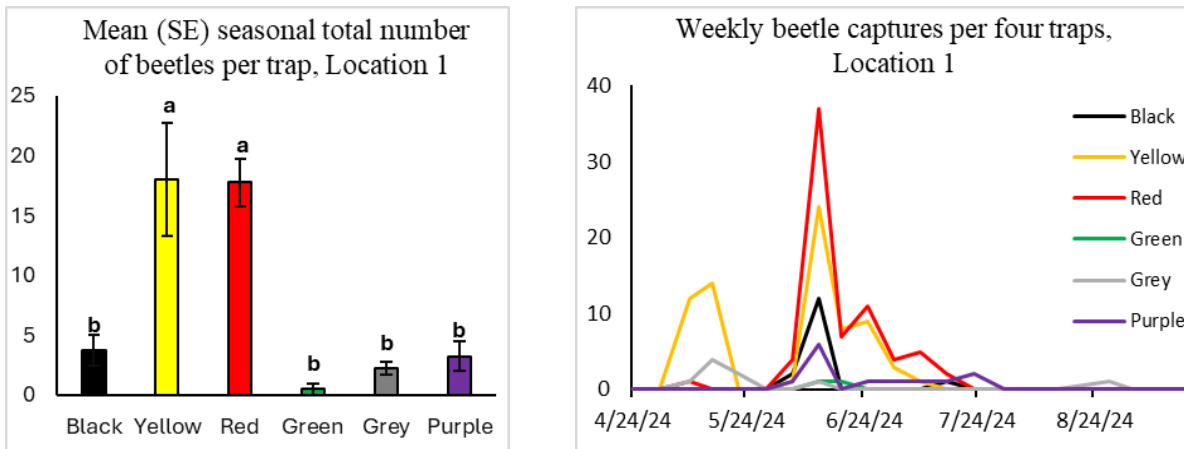 Mean (SE) seasonal total number
of beetles per trap, Location 1
25
20
15
10
5
0
a
a
b
b
b
b
Black Yellow Red Green Grey Purple
Weekly beetle captures per four traps,
Location 1
40
30
20
10
0
4/24/24 5/24/24 6/24/24 7/24/24 8/24/24
Black
Yellow
Red
Green
Grey
Purple